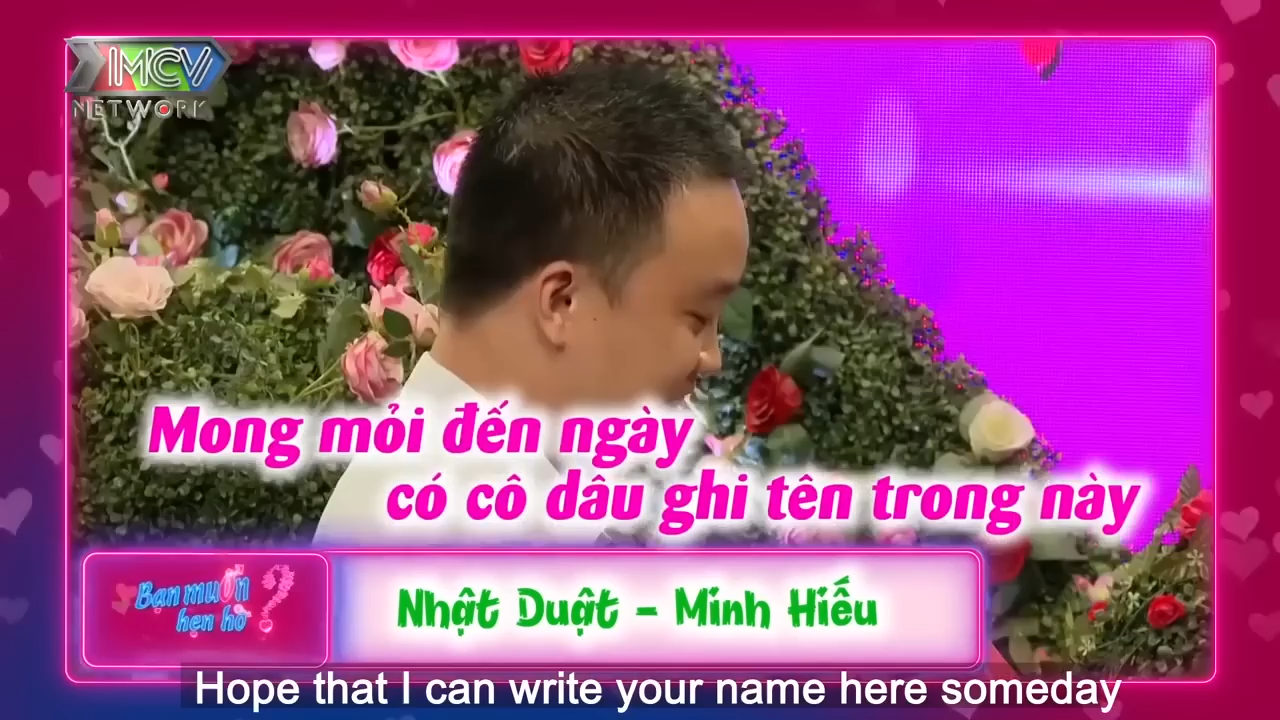 MCV
NETWORK
Mong mỏi đến ngày
có cô dâu ghi tên trong này
Bạn muốn
hẹn hò ?
Nhật Duật - Minh Hiếu
Hope that I can write your name here someday